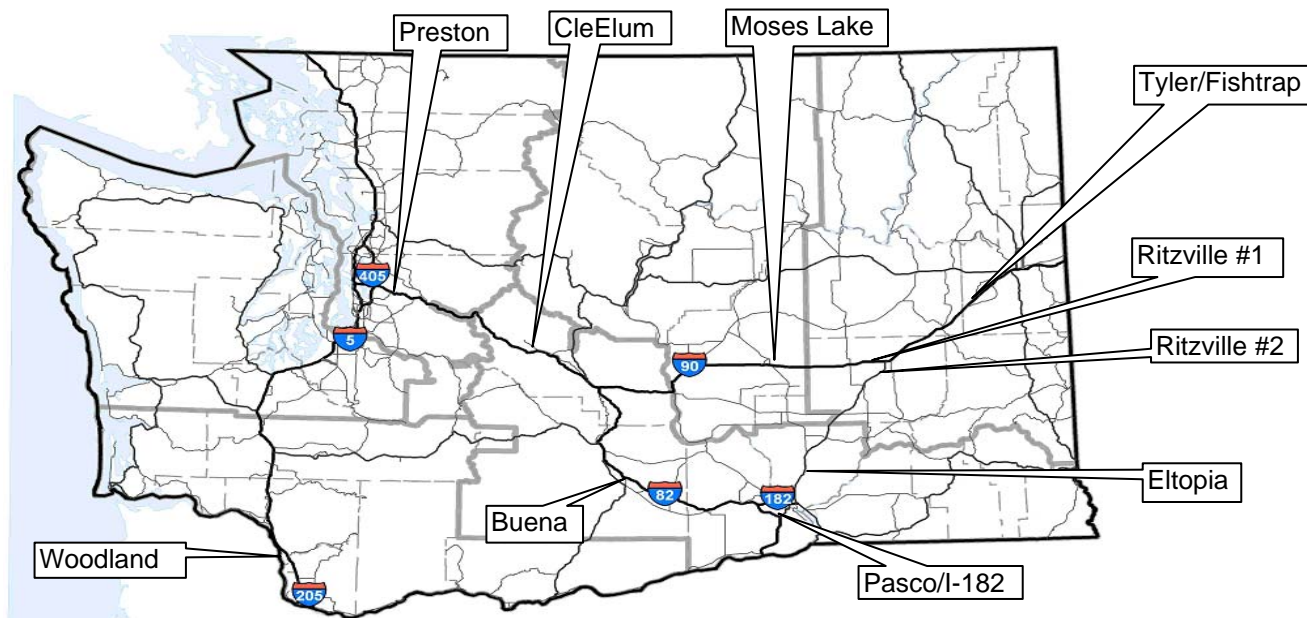 Preston
CleElum
Moses Lake
Tyler/Fishtrap
Ritzville #1
405
5
Ritzville #2
90
Eltopia
82
182
Buena
Woodland
Pasco/I-182
205